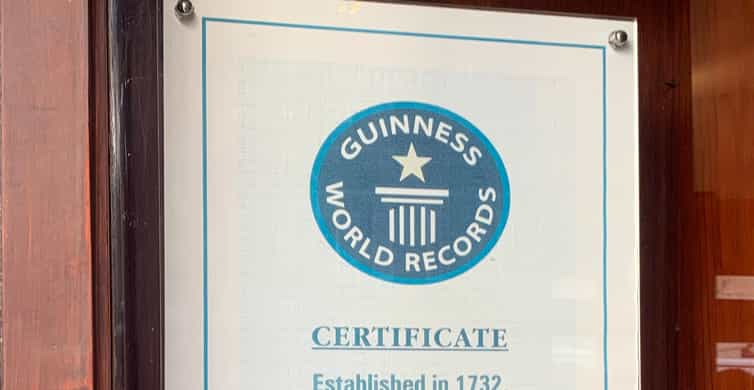 GUINNESS
WORLD RECORDS
CERTIFICATE
Established in 1732